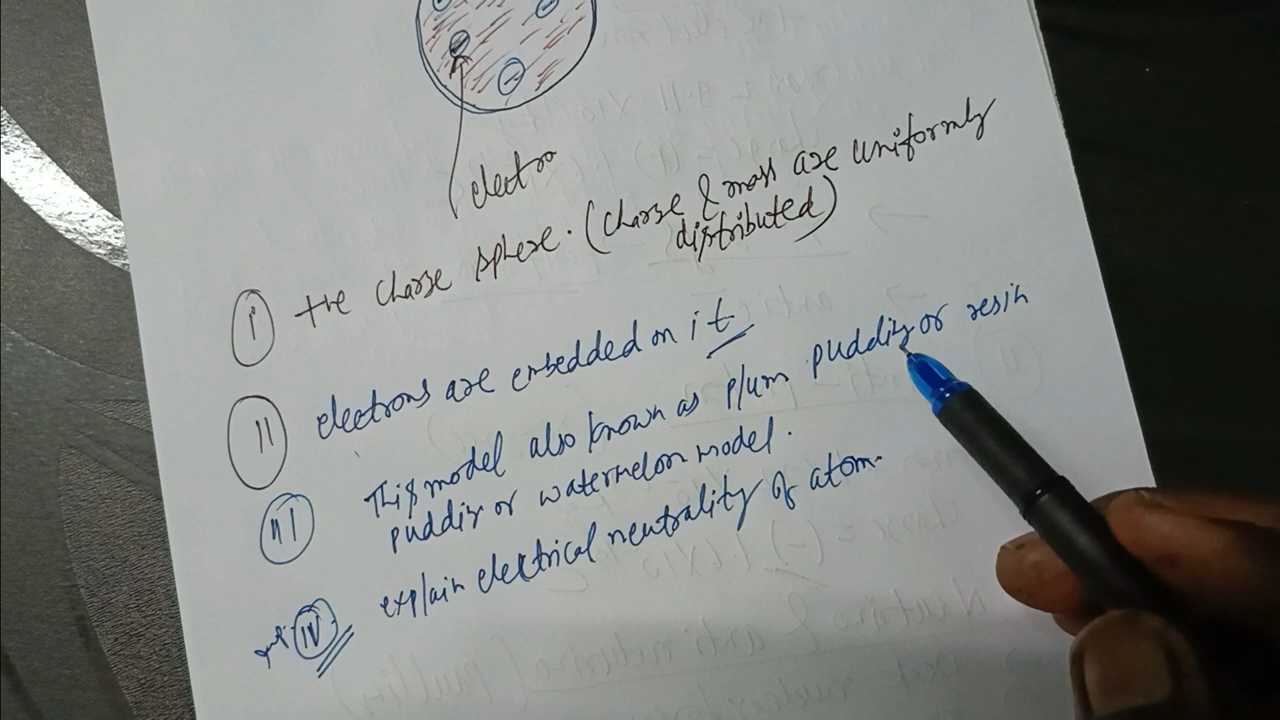 electro
(i) +ve charge sphere. (charge & mass are uniformly
distributed)
(ii) electrons are embedded on it
(iii) This model also known as plum pudding or resin
pudding or watermelon model.
(iv) explain electrical neutrality of atom.